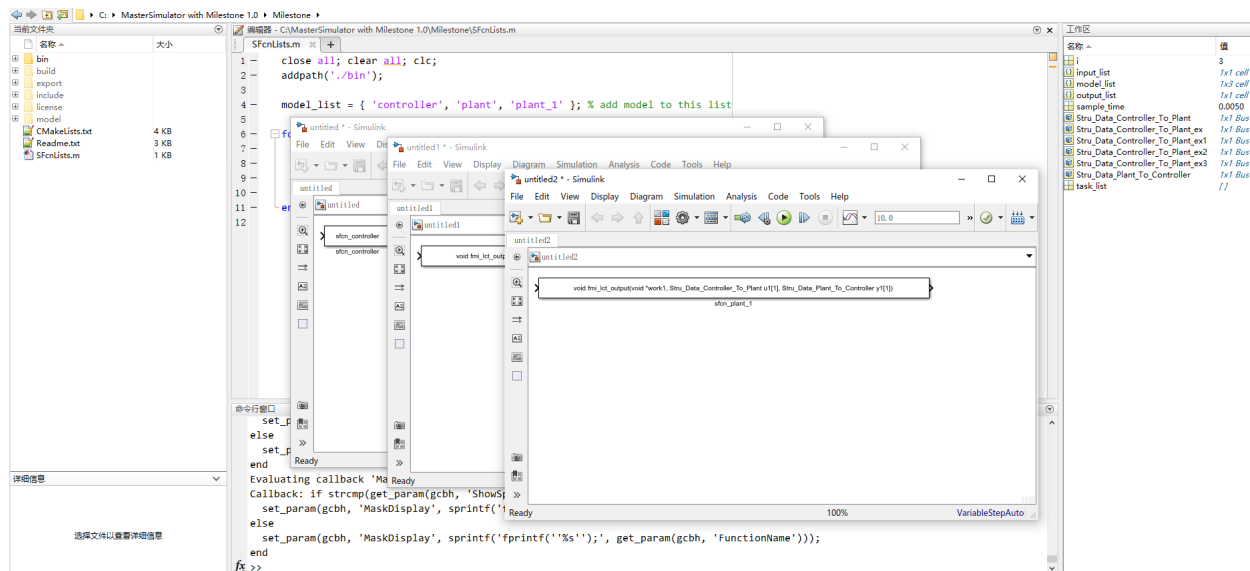 C: ▸ MasterSimulator with Milestone 1.0 ▸ Milestone ▸
当前文件夹
名称
大小
bin
build
export
include
license
model
CMakeLists.txt 4 KB
Readme.txt 3 KB
SFcnLists.m 1 KB
详细信息
选择文件以查看详细信息
编辑器 - C:\MasterSimulator with Milestone 1.0\Milestone\SFcnLists.m
SFcnLists.m
1 close all; clear all; clc;
2 addpath('./bin');
3
4 model_list = { 'controller', 'plant', 'plant_1' }; % add model to this list
5
6
7
8
9
10
11
12
untitled * - Simulink
File Edit View
untitled
untitled
sfcn_controller
sfcn_controller
Ready
untitled1 * - Simulink
File Edit View Display Diagram Simulation Analysis Code Tools Help
untitled1
untitled1
Ready
untitled2 * - Simulink
File Edit View Display Diagram Simulation Analysis Code Tools Help
10.0
untitled2
untitled2
void fmi_lct_output(void *work1, Stru_Data_Controller_To_Plant u1[1], Stru_Data_Plant_To_Controller y1[1])
sfcn_plant_1
Ready
100%
VariableStepAuto
命令行窗口
else
end
Evaluating callback
Callback: if strcmp(get_param(gcbh,
set_param(gcbh, 'MaskDisplay',
else
set_param(gcbh, 'MaskDisplay', sprintf('fprintf(''%s'');', get_param(gcbh, 'FunctionName')));
end
fx >>
工作区
名称
值
i 3
input_list 1x1 cell
model_list 1x3 cell
output_list 1x1 cell
sample_time 0.0050
Stru_Data_Controller_To_Plant 1x1 Bus
Stru_Data_Controller_To_Plant_ex 1x1 Bus
Stru_Data_Controller_To_Plant_ex1 1x1 Bus
Stru_Data_Controller_To_Plant_ex2 1x1 Bus
Stru_Data_Controller_To_Plant_ex3 1x1 Bus
Stru_Data_Plant_To_Controller 1x1 Bus
task_list []